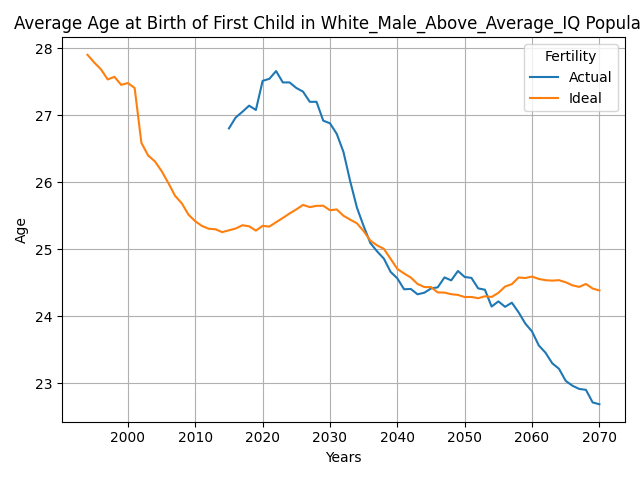 Average Age at Birth of First Child in White_Male_Above_Average_IQ Popula
28
27
26
25
24
23
Age
Fertility
Actual
Ideal
2000
2010
2020
2030
2040
2050
2060
2070
Years